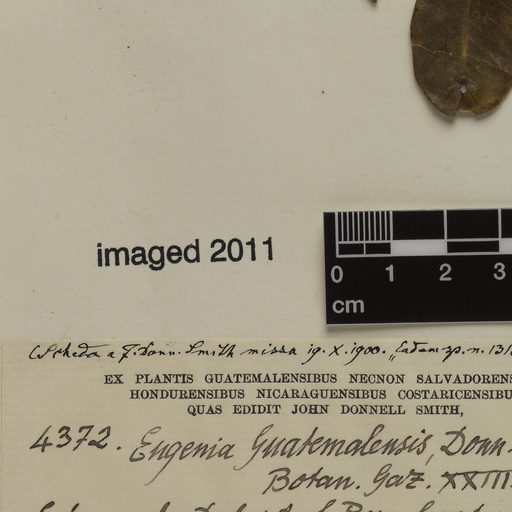 imaged 2011
0 1 2 3
cm
(Scheda a J. Donn. Smith missa 19. X. 1900. „Eadem sp. n. 131
EX PLANTIS GUATEMALENSIBUS NECNON SALVADORENS
HONDURENSIBUS NICARAGUENSIBUS COSTARICENSIBU
QUAS EDIDIT JOHN DONNELL SMITH,
4372. Eugenia Guatemalensis, Donn.
Botan. Gaz. XXIII